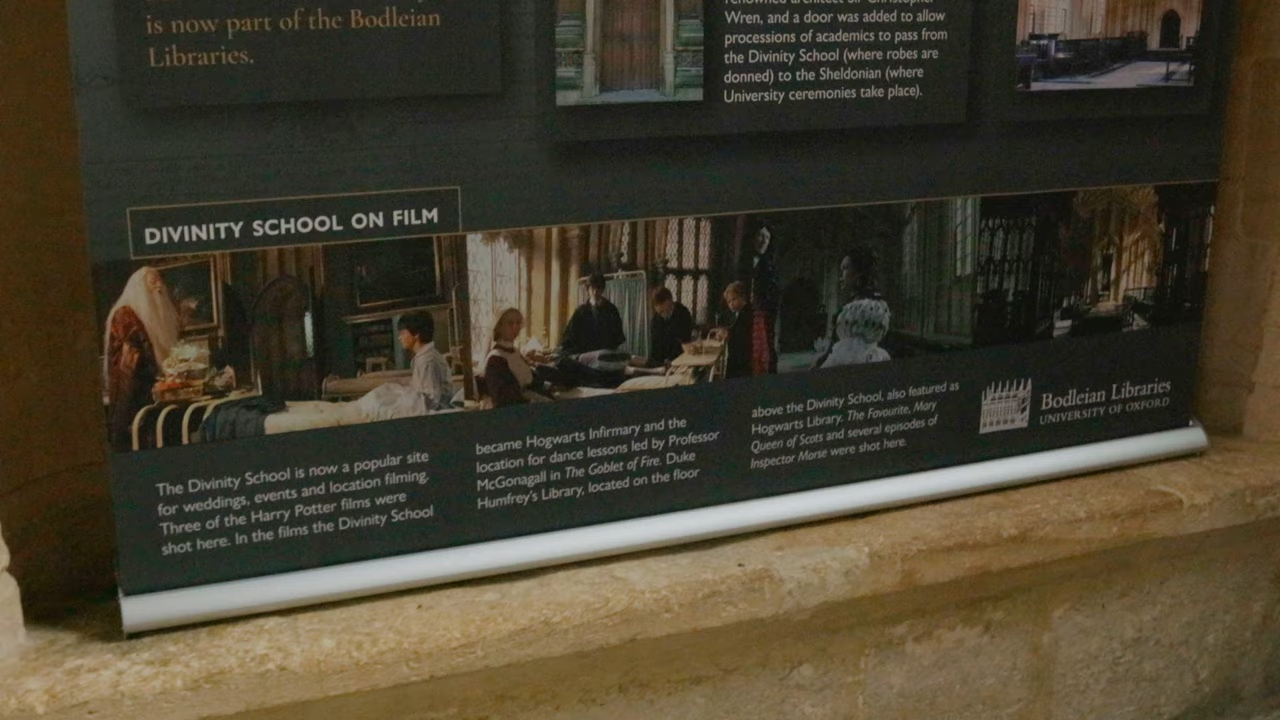 is now part of the Bodleian
Libraries.
renowned architect Sir Christopher
Wren, and a door was added to allow
processions of academics to pass from
the Divinity School (where robes are
donned) to the Sheldonian (where
University ceremonies take place).
DIVINITY SCHOOL ON FILM
The Divinity School is now a popular site
for weddings, events and location filming.
Three of the Harry Potter films were
shot here. In the films the Divinity School
became Hogwarts Infirmary and the
location for dance lessons led by Professor
McGonagall in The Goblet of Fire. Duke
Humfrey's Library, located on the floor
above the Divinity School, also featured as
Hogwarts Library. The Favourite, Mary
Queen of Scots and several episodes of
Inspector Morse were shot here.
Bodleian Libraries
UNIVERSITY OF OXFORD